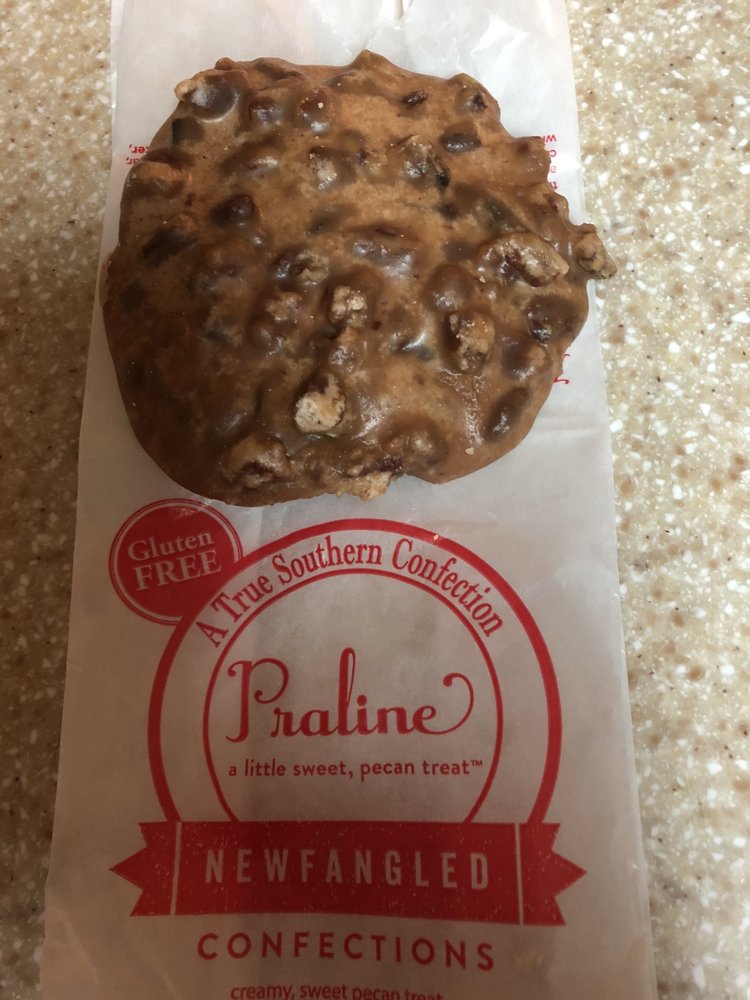 Gluten
FREE
A True Southern Confection
Praline
a little sweet, pecan treat™
NEWFANGLED
CONFECTIONS
creamy, sweet pecan treat